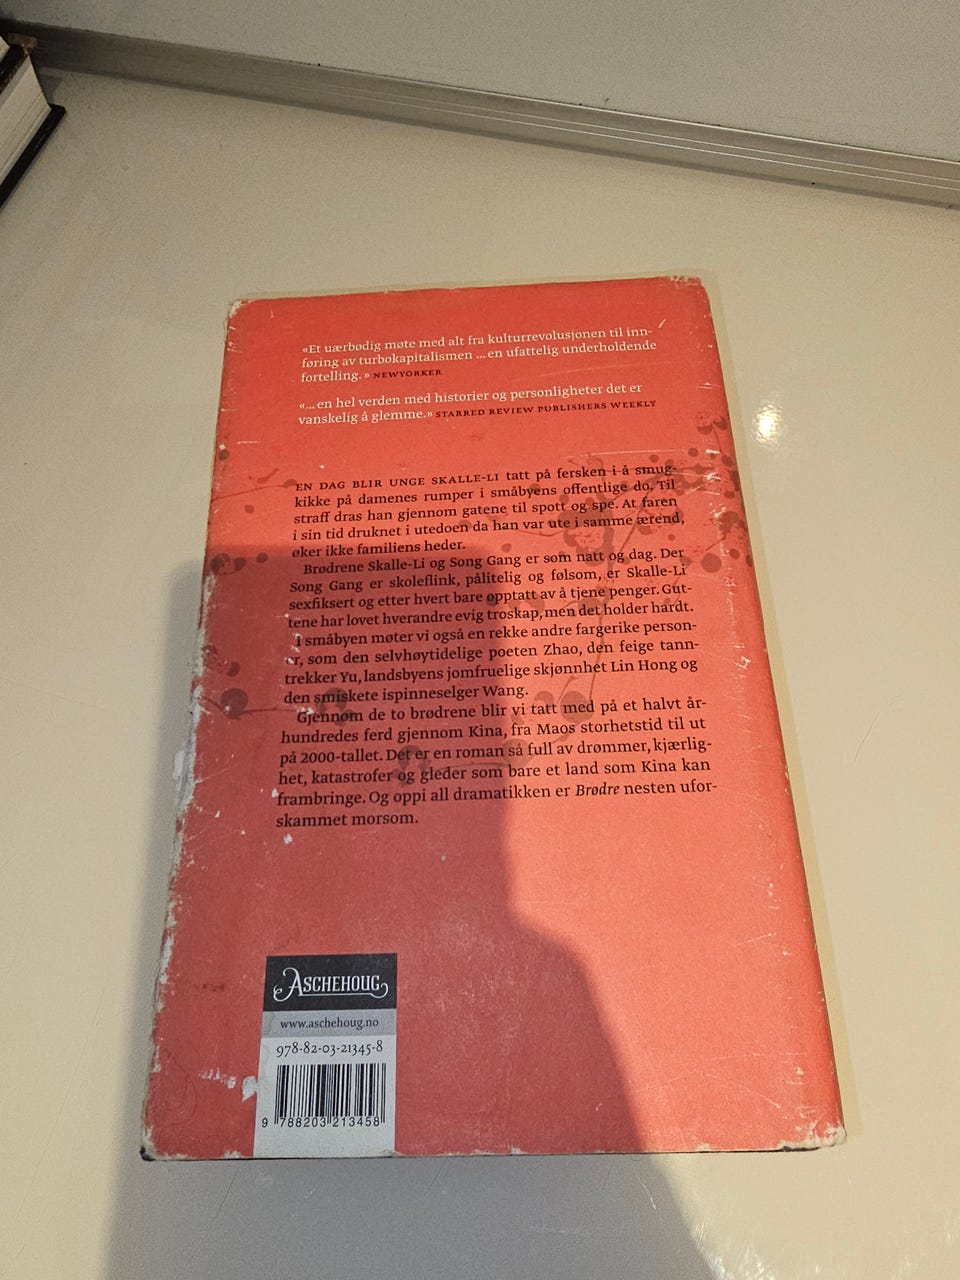 «Et uærbødig møte med alt fra kulturrevolusjonen til inn-
føring av turbokapitalismen ... en ufattelig underholdende
fortelling.» NEWYORKER
«... en hel verden med historier og personligheter det er
vanskelig å glemme.» STARRED REVIEW PUBLISHERS WEEKLY
EN DAG BLIR UNGE SKALLE-LI tatt på fersken i å smug-
kikke på damenes rumper i småbyens offentlige do. Til
straff dras han gjennom gatene til spott og spe. At faren
i sin tid druknet i utedoen da han var ute i samme ærend,
øker ikke familiens heder.
Brødrene Skalle-Li og Song Gang er som natt og dag. Der
Song Gang er skoleflink, pålitelig og følsom, er Skalle-Li
sexfiksert og etter hvert bare opptatt av å tjene penger. Gut-
tene har lovet hverandre evig troskap, men det holder hardt.
I småbyen møter vi også en rekke andre fargerike person-
er, som den selvhøytidelige poeten Zhao, den feige tann-
trekker Yu, landsbyens jomfruelige skjønnhet Lin Hong og
den smiskete ispinneselger Wang.
Gjennom de to brødrene blir vi tatt med på et halvt år-
hundredes ferd gjennom Kina, fra Maos storhetstid til ut
på 2000-tallet. Det er en roman så full av drømmer, kjærlig-
het, katastrofer og gleder som bare et land som Kina kan
frambringe. Og oppi all dramatikken er Brødre nesten ufor-
skammet morsom.
ASCHEHOUG
www.aschehoug.no
978-82-03-21345-8
9 788203 213458